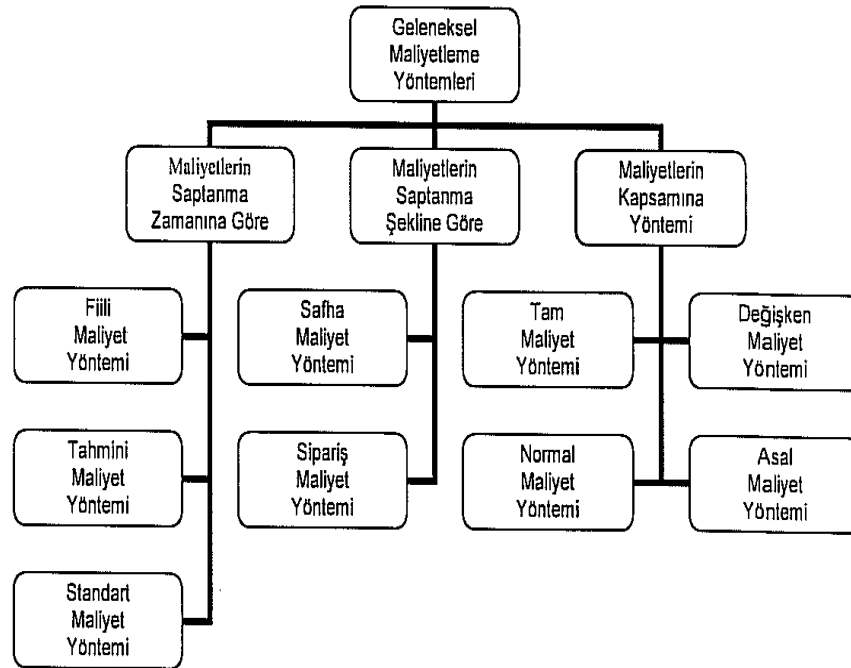 Geleneksel
Maliyetleme
Yöntemleri
Maliyetlerin
Saptanma
Zamanına Göre
Maliyetlerin
Saptanma
Şekline Göre
Maliyetlerin
Kapsamına
Yöntemi
Fiili
Maliyet
Yöntemi
Safha
Maliyet
Yöntemi
Tam
Maliyet
Yöntemi
Değişken
Maliyet
Yöntemi
Tahmini
Maliyet
Yöntemi
Sipariş
Maliyet
Yöntemi
Normal
Maliyet
Yöntemi
Asal
Maliyet
Yöntemi
Standart
Maliyet
Yöntemi